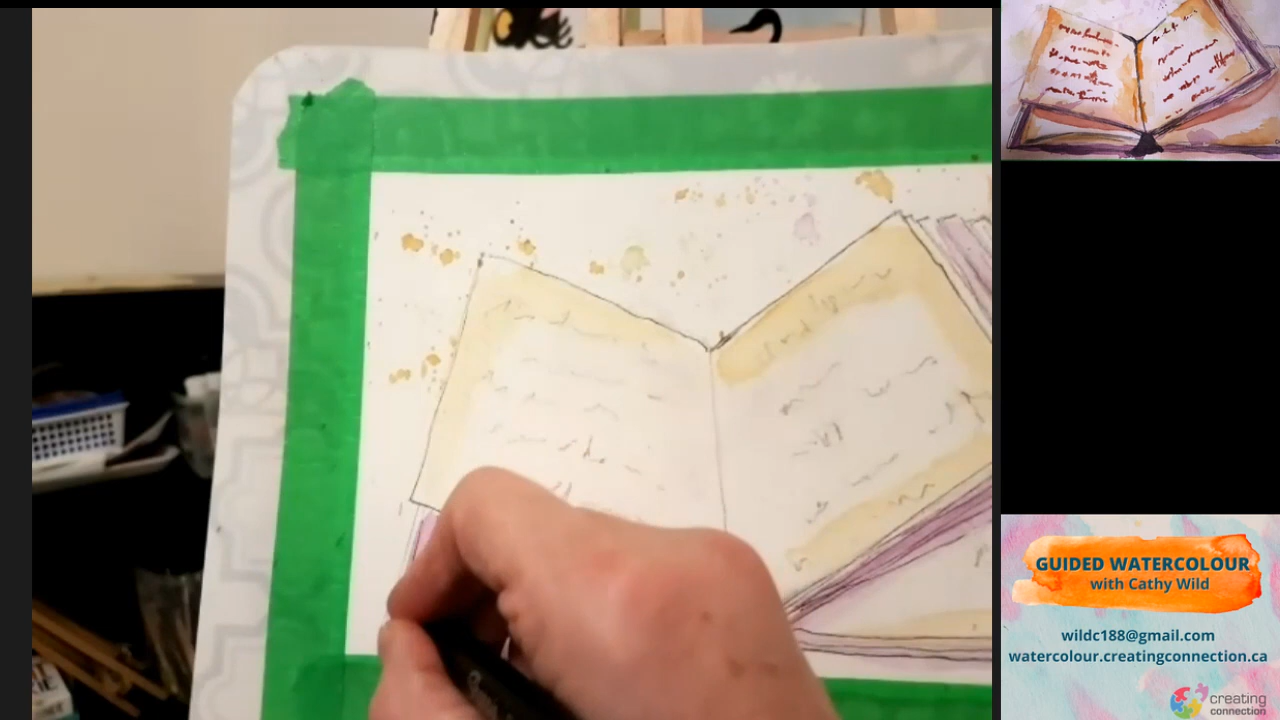 GUIDED WATERCOLOUR
with Cathy Wild
wildc188@gmail.com
watercolour.creatingconnection.ca
creating
connection